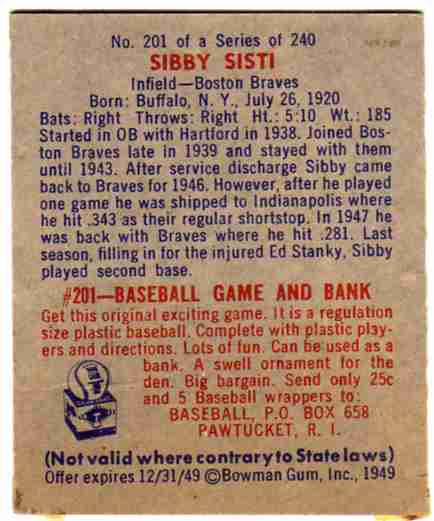 No. 201 of a Series of 240
SIBBY SISTI
Infield—Boston Braves
Born: Buffalo, N. Y., July 26, 1920
Bats: Right Throws: Right Ht.: 5:10 Wt.: 185
Started in OB with Hartford in 1938. Joined Bos-
ton Braves late in 1939 and stayed with them
until 1943. After service discharge Sibby came
back to Braves for 1946. However, after he played
one game he was shipped to Indianapolis where
he hit .343 as their regular shortstop. In 1947 he
was back with Braves where he hit .281. Last
season, filling in for the injured Ed Stanky, Sibby
played second base.
#201—BASEBALL GAME AND BANK
Get this original exciting game. It is a regulation
size plastic baseball. Complete with plastic play-
ers and directions. Lots of fun. Can be used as a
bank. A swell ornament for the
den. Big bargain. Send only 25c
and 5 Baseball wrappers to:
BASEBALL, P.O. BOX 658
PAWTUCKET, R. I.
(Not valid where contrary to State laws)
Offer expires 12/31/49 ©Bowman Gum, Inc., 1949